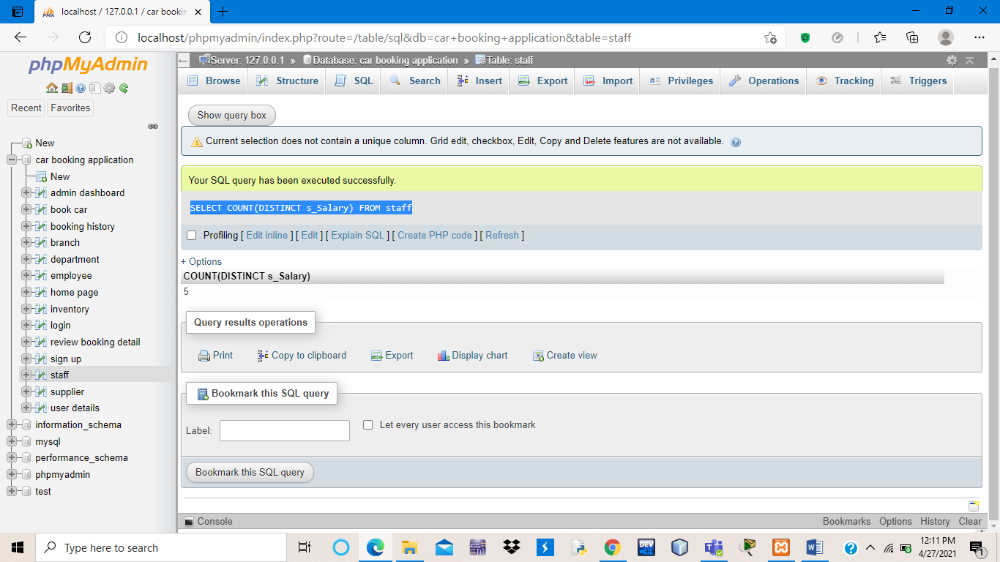 localhost / 127.0.0.1 / car bookin
localhost/phpmyadmin/index.php?route=/table/sql&db=car+booking+application&table=staff
phpMyAdmin
Recent Favorites
New
car booking application
New
admin dashboard
book car
booking history
branch
department
employee
home page
inventory
login
review booking detail
sign up
staff
supplier
user details
information_schema
mysql
performance_schema
phpmyadmin
test
Server: 127.0.0.1 » Database: car booking application » Table: staff
Browse Structure SQL Search Insert Export Import Privileges Operations Tracking Triggers
Show query box
Current selection does not contain a unique column. Grid edit, checkbox, Edit, Copy and Delete features are not available.
Your SQL query has been executed successfully.
SELECT COUNT(DISTINCT s_Salary) FROM staff
Profiling [ Edit inline ] [ Edit ] [ Explain SQL ] [ Create PHP code ] [ Refresh ]
+ Options
COUNT(DISTINCT s_Salary)
5
Query results operations
Print Copy to clipboard Export Display chart Create view
Bookmark this SQL query
Label: Let every user access this bookmark
Bookmark this SQL query
Console Bookmarks Options History Clear
Type here to search
DEV
12:11 PM
4/27/2021
1